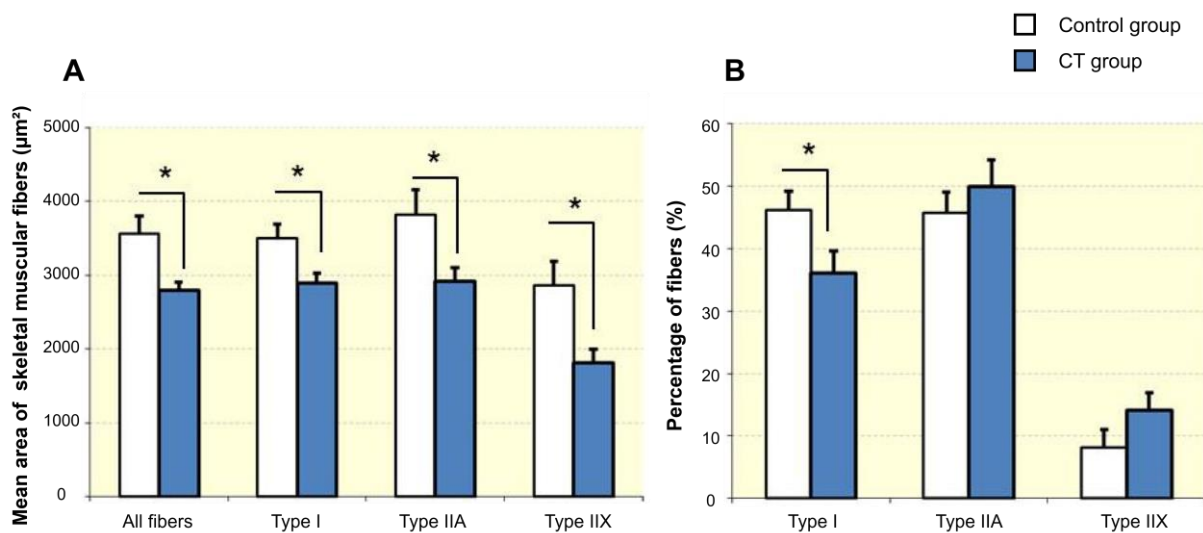 Control group
CT group
A
Mean area of skeletal muscular fibers (µm²)
5000
4000
3000
2000
1000
0
*
*
*
*
All fibers Type I Type IIA Type IIX
B
Percentage of fibers (%)
60
50
40
30
20
10
0
*
Type I Type IIA Type IIX